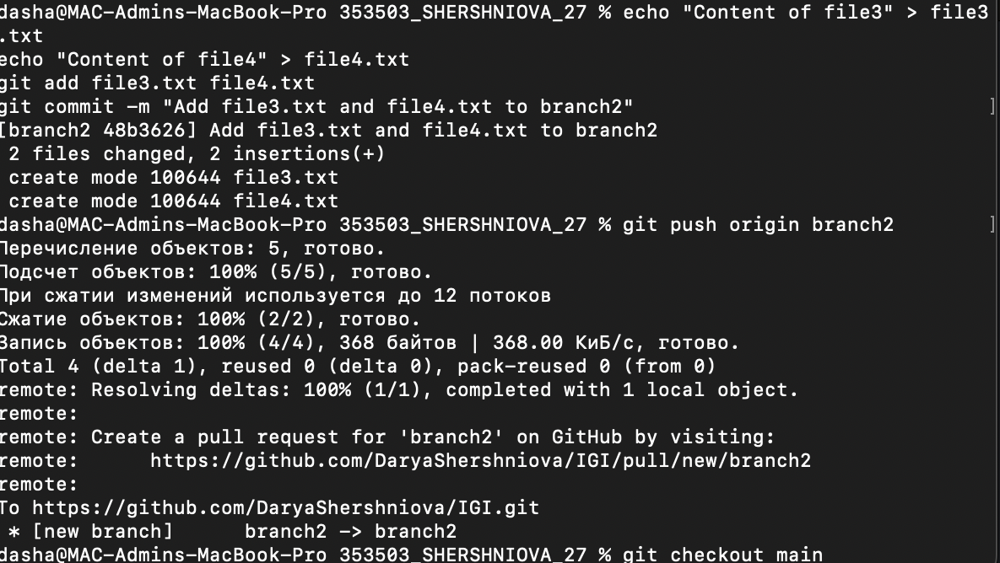 dasha@MAC-Admins-MacBook-Pro 353503_SHERSHNIOVA_27 % echo "Content of file3" > file3
.txt
echo "Content of file4" > file4.txt
git add file3.txt file4.txt
git commit -m "Add file3.txt and file4.txt to branch2"           ]
[branch2 48b3626] Add file3.txt and file4.txt to branch2
 2 files changed, 2 insertions(+)
 create mode 100644 file3.txt
 create mode 100644 file4.txt
dasha@MAC-Admins-MacBook-Pro 353503_SHERSHNIOVA_27 % git push origin branch2        ]
Перечисление объектов: 5, готово.
Подсчет объектов: 100% (5/5), готово.
При сжатии изменений используется до 12 потоков
Сжатие объектов: 100% (2/2), готово.
Запись объектов: 100% (4/4), 368 байтов | 368.00 КиБ/с, готово.
Total 4 (delta 1), reused 0 (delta 0), pack-reused 0 (from 0)
remote: Resolving deltas: 100% (1/1), completed with 1 local object.
remote:
remote: Create a pull request for 'branch2' on GitHub by visiting:
remote:      https://github.com/DaryaShershniova/IGI/pull/new/branch2
remote:
To https://github.com/DaryaShershniova/IGI.git
 * [new branch]      branch2 -> branch2
dasha@MAC-Admins-MacBook-Pro 353503_SHERSHNIOVA_27 % git checkout main